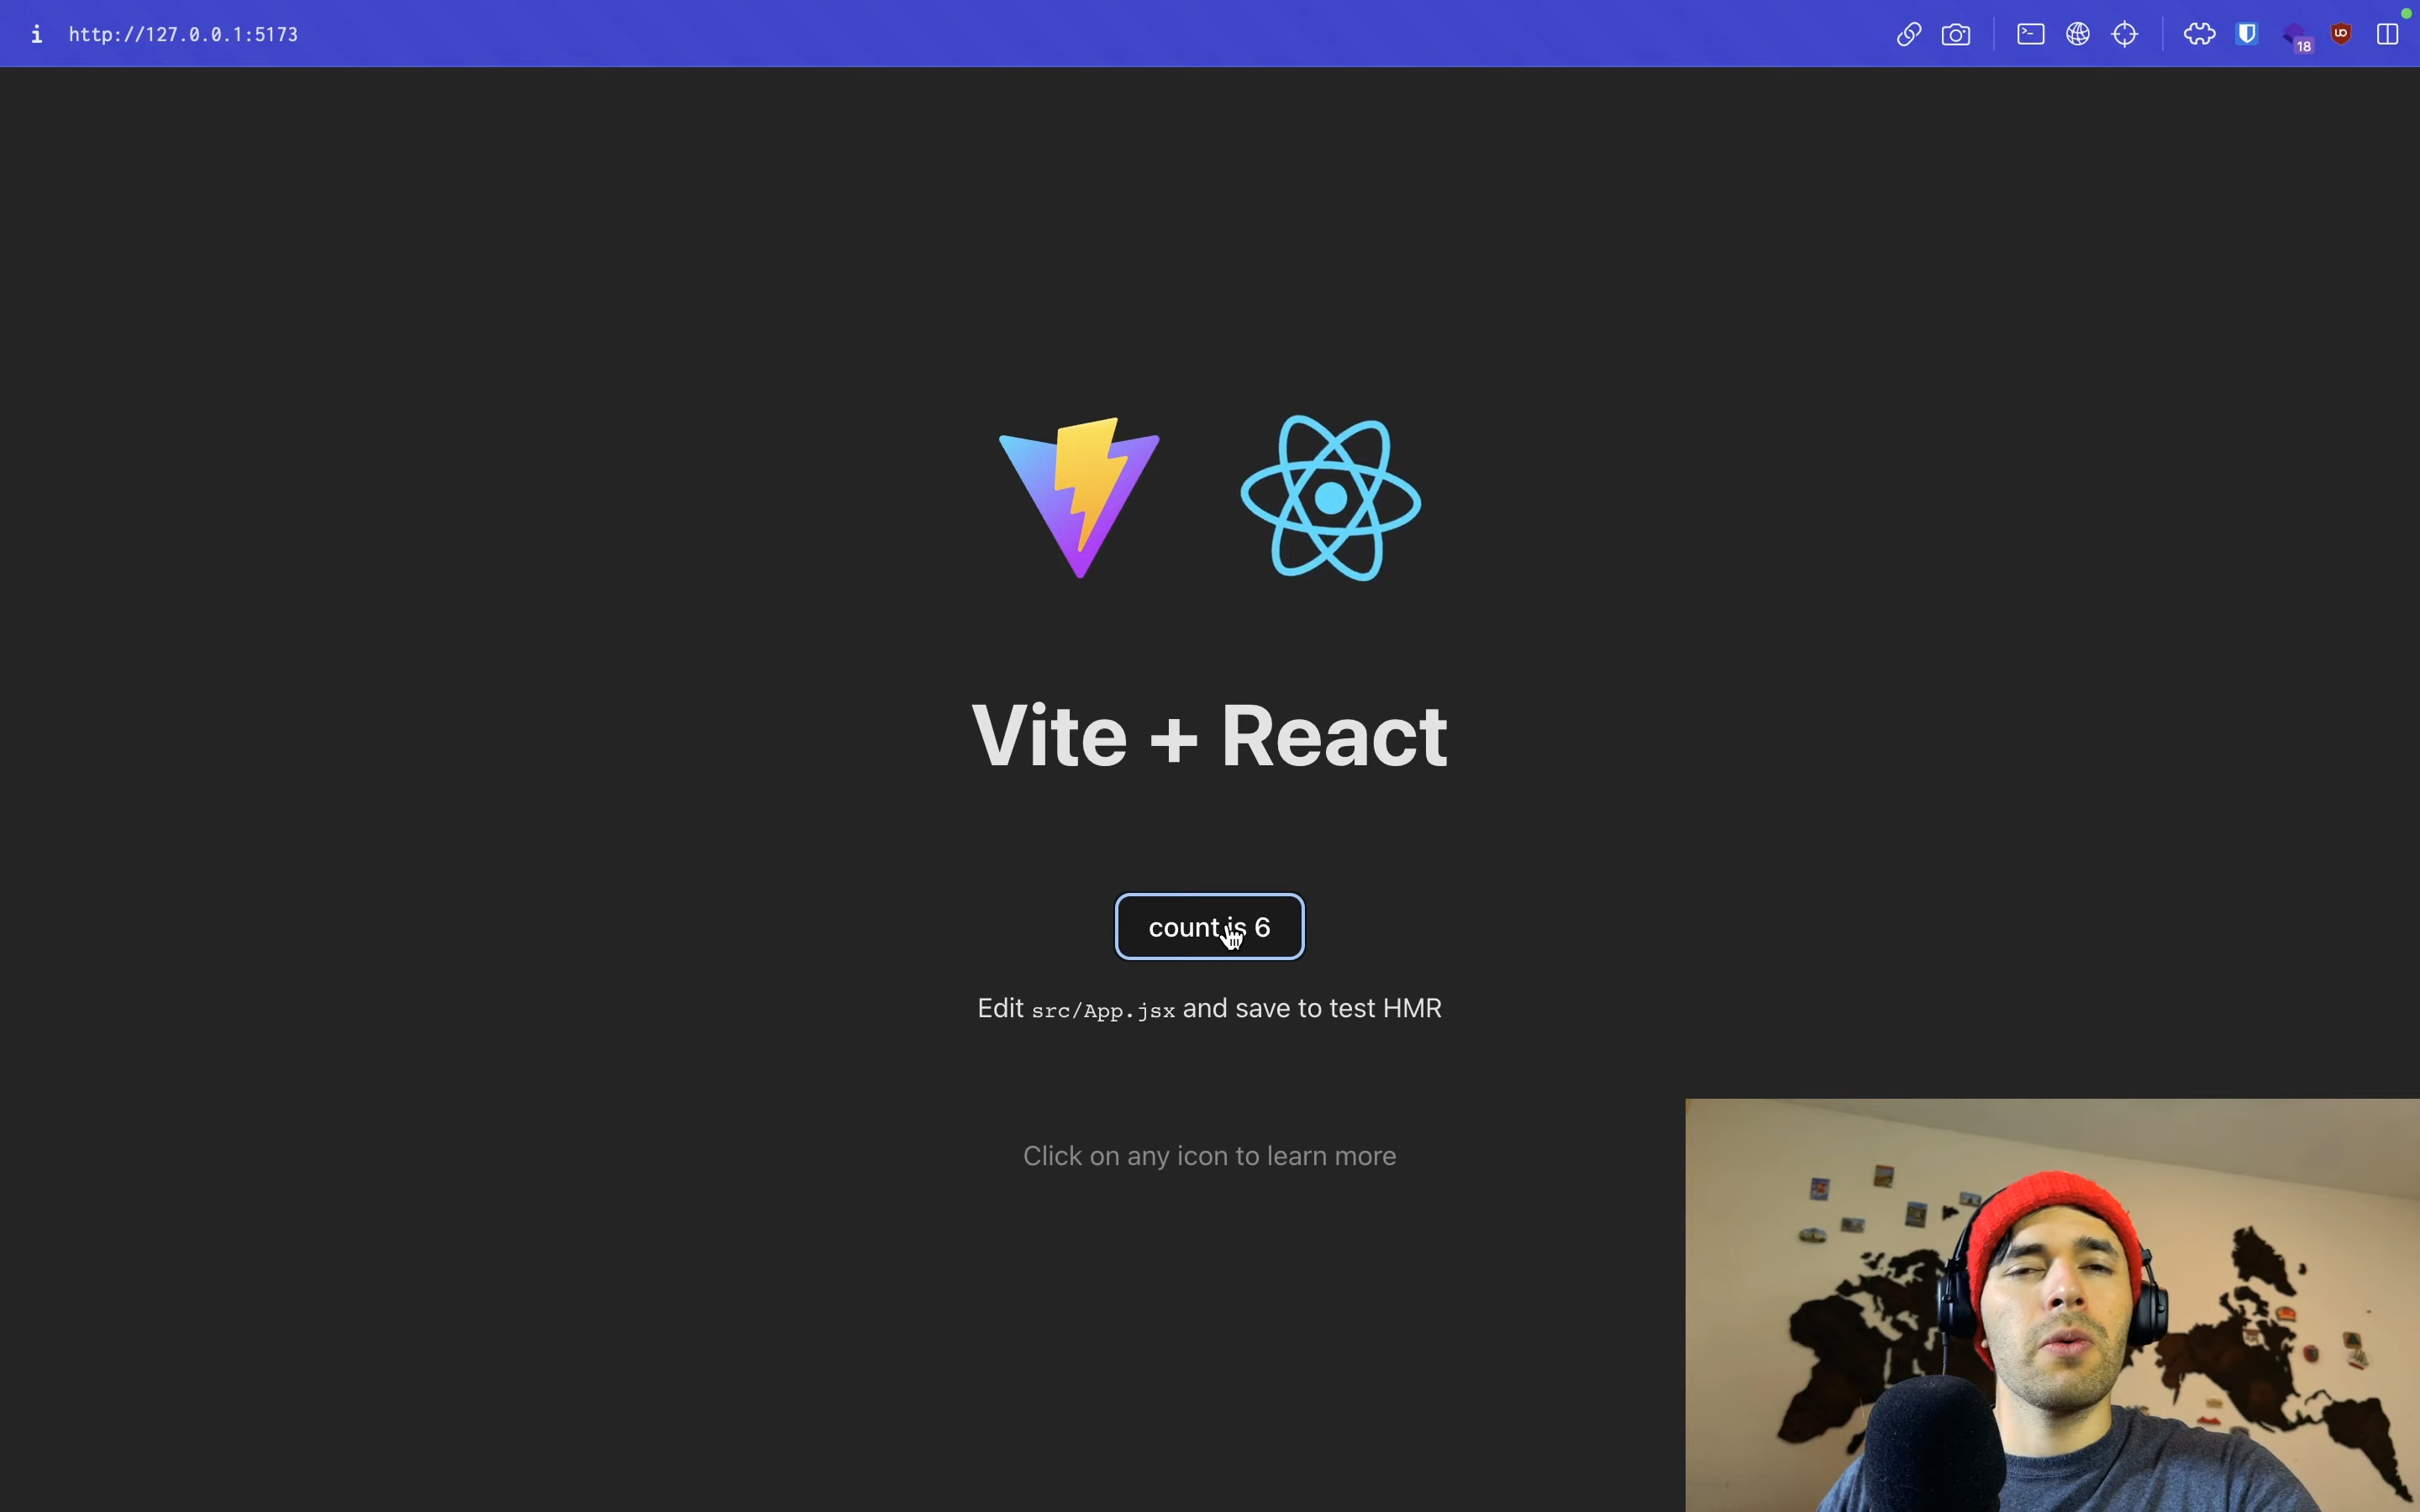 http://127.0.0.1:5173
18
Vite + React
count is 6
Edit src/App.jsx and save to test HMR
Click on any icon to learn more